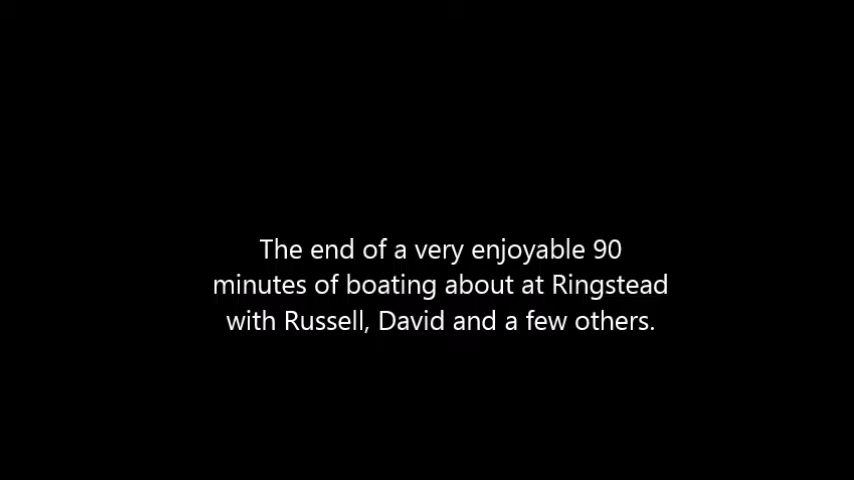 The end of a very enjoyable 90
minutes of boating about at Ringstead
with Russell, David and a few others.